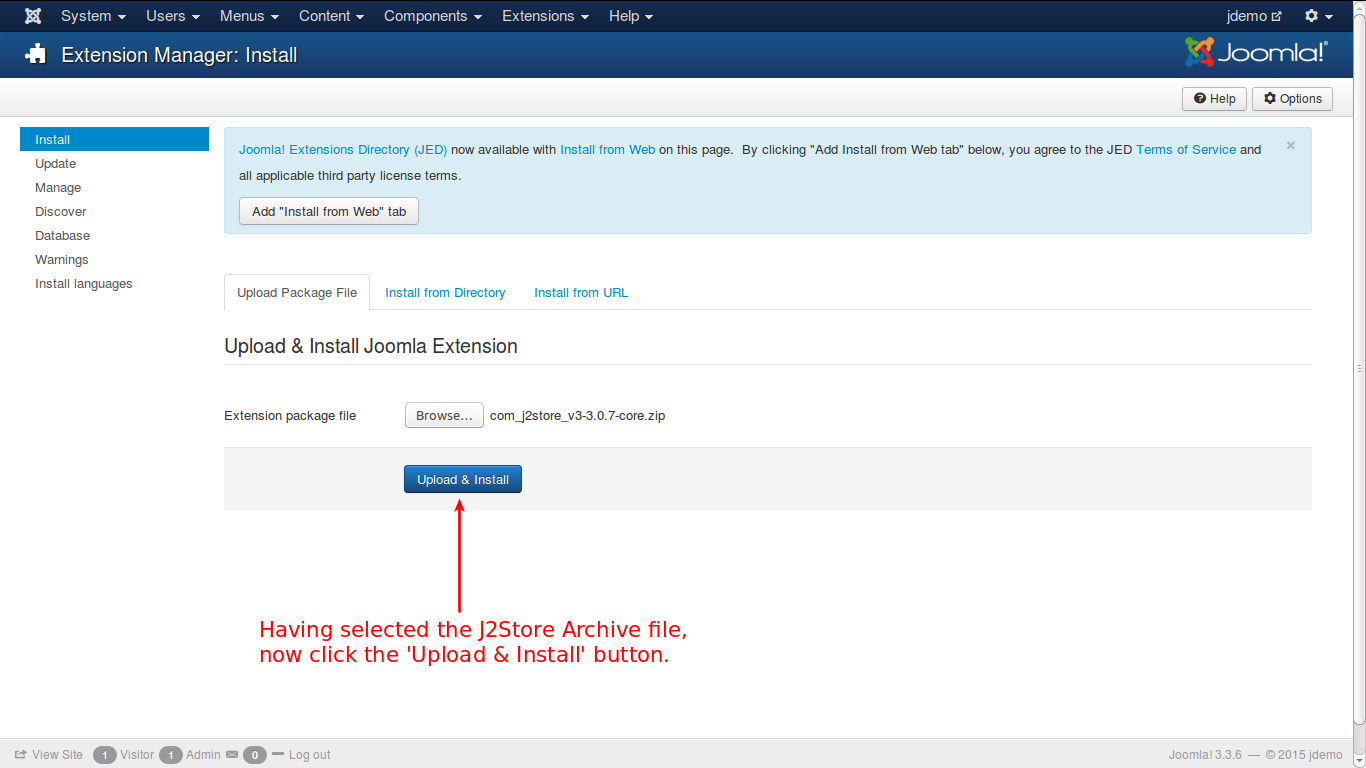 System Users Menus Content Components Extensions Help jdemo
Extension Manager: Install Joomla!®
Help Options
Install
Update
Manage
Discover
Database
Warnings
Install languages
Joomla! Extensions Directory (JED) now available with Install from Web on this page. By clicking "Add Install from Web tab" below, you agree to the JED Terms of Service and
all applicable third party license terms.
×
Add "Install from Web" tab
Upload Package File Install from Directory Install from URL
Upload & Install Joomla Extension
Extension package file Browse... com_j2store_v3-3.0.7-core.zip
Upload & Install
Having selected the J2Store Archive file,
now click the 'Upload & Install' button.
View Site 1 Visitor 1 Admin 0 Log out Joomla! 3.3.6 — © 2015 jdemo